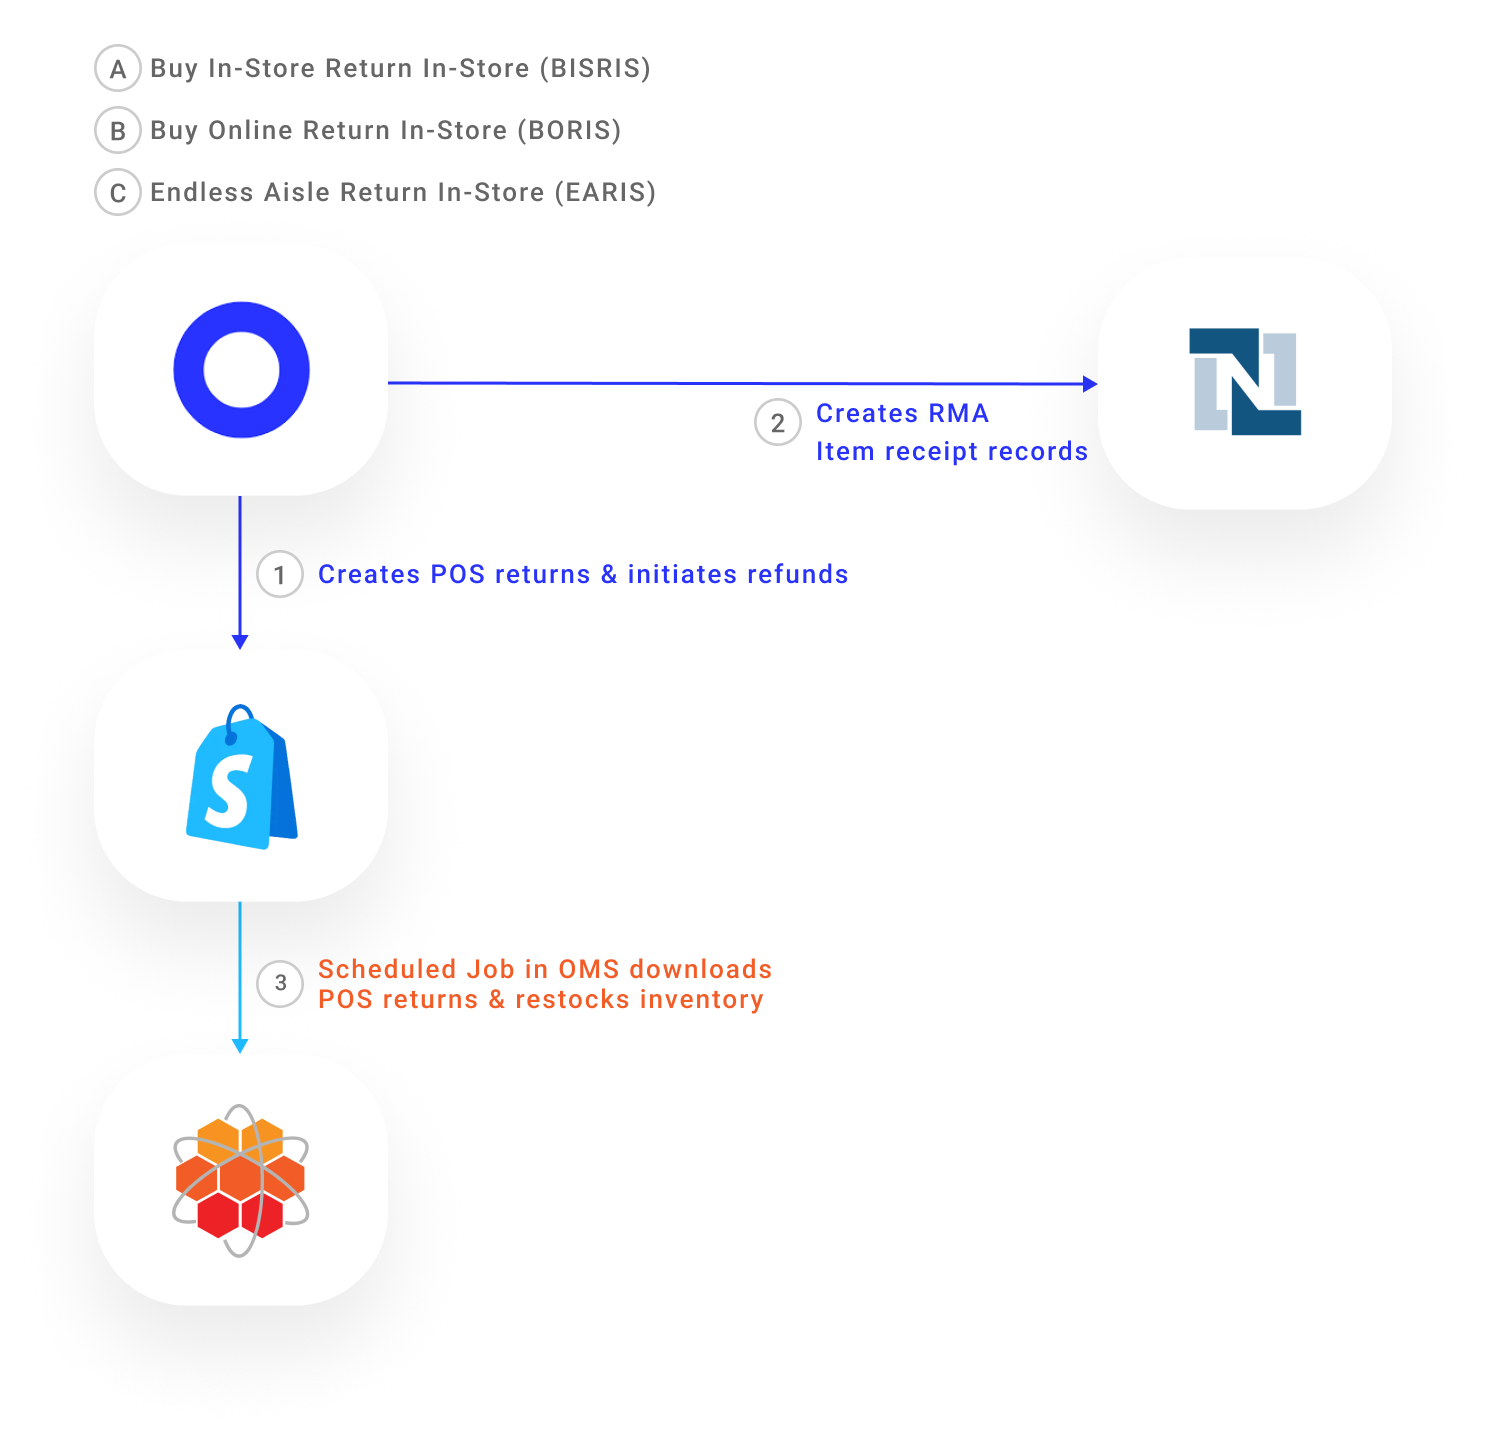 A Buy In-Store Return In-Store (BISRIS)
B Buy Online Return In-Store (BORIS)
C Endless Aisle Return In-Store (EARIS)
N
2 Creates RMA
Item receipt records
1 Creates POS returns & initiates refunds
S
3 Scheduled Job in OMS downloads
POS returns & restocks inventory